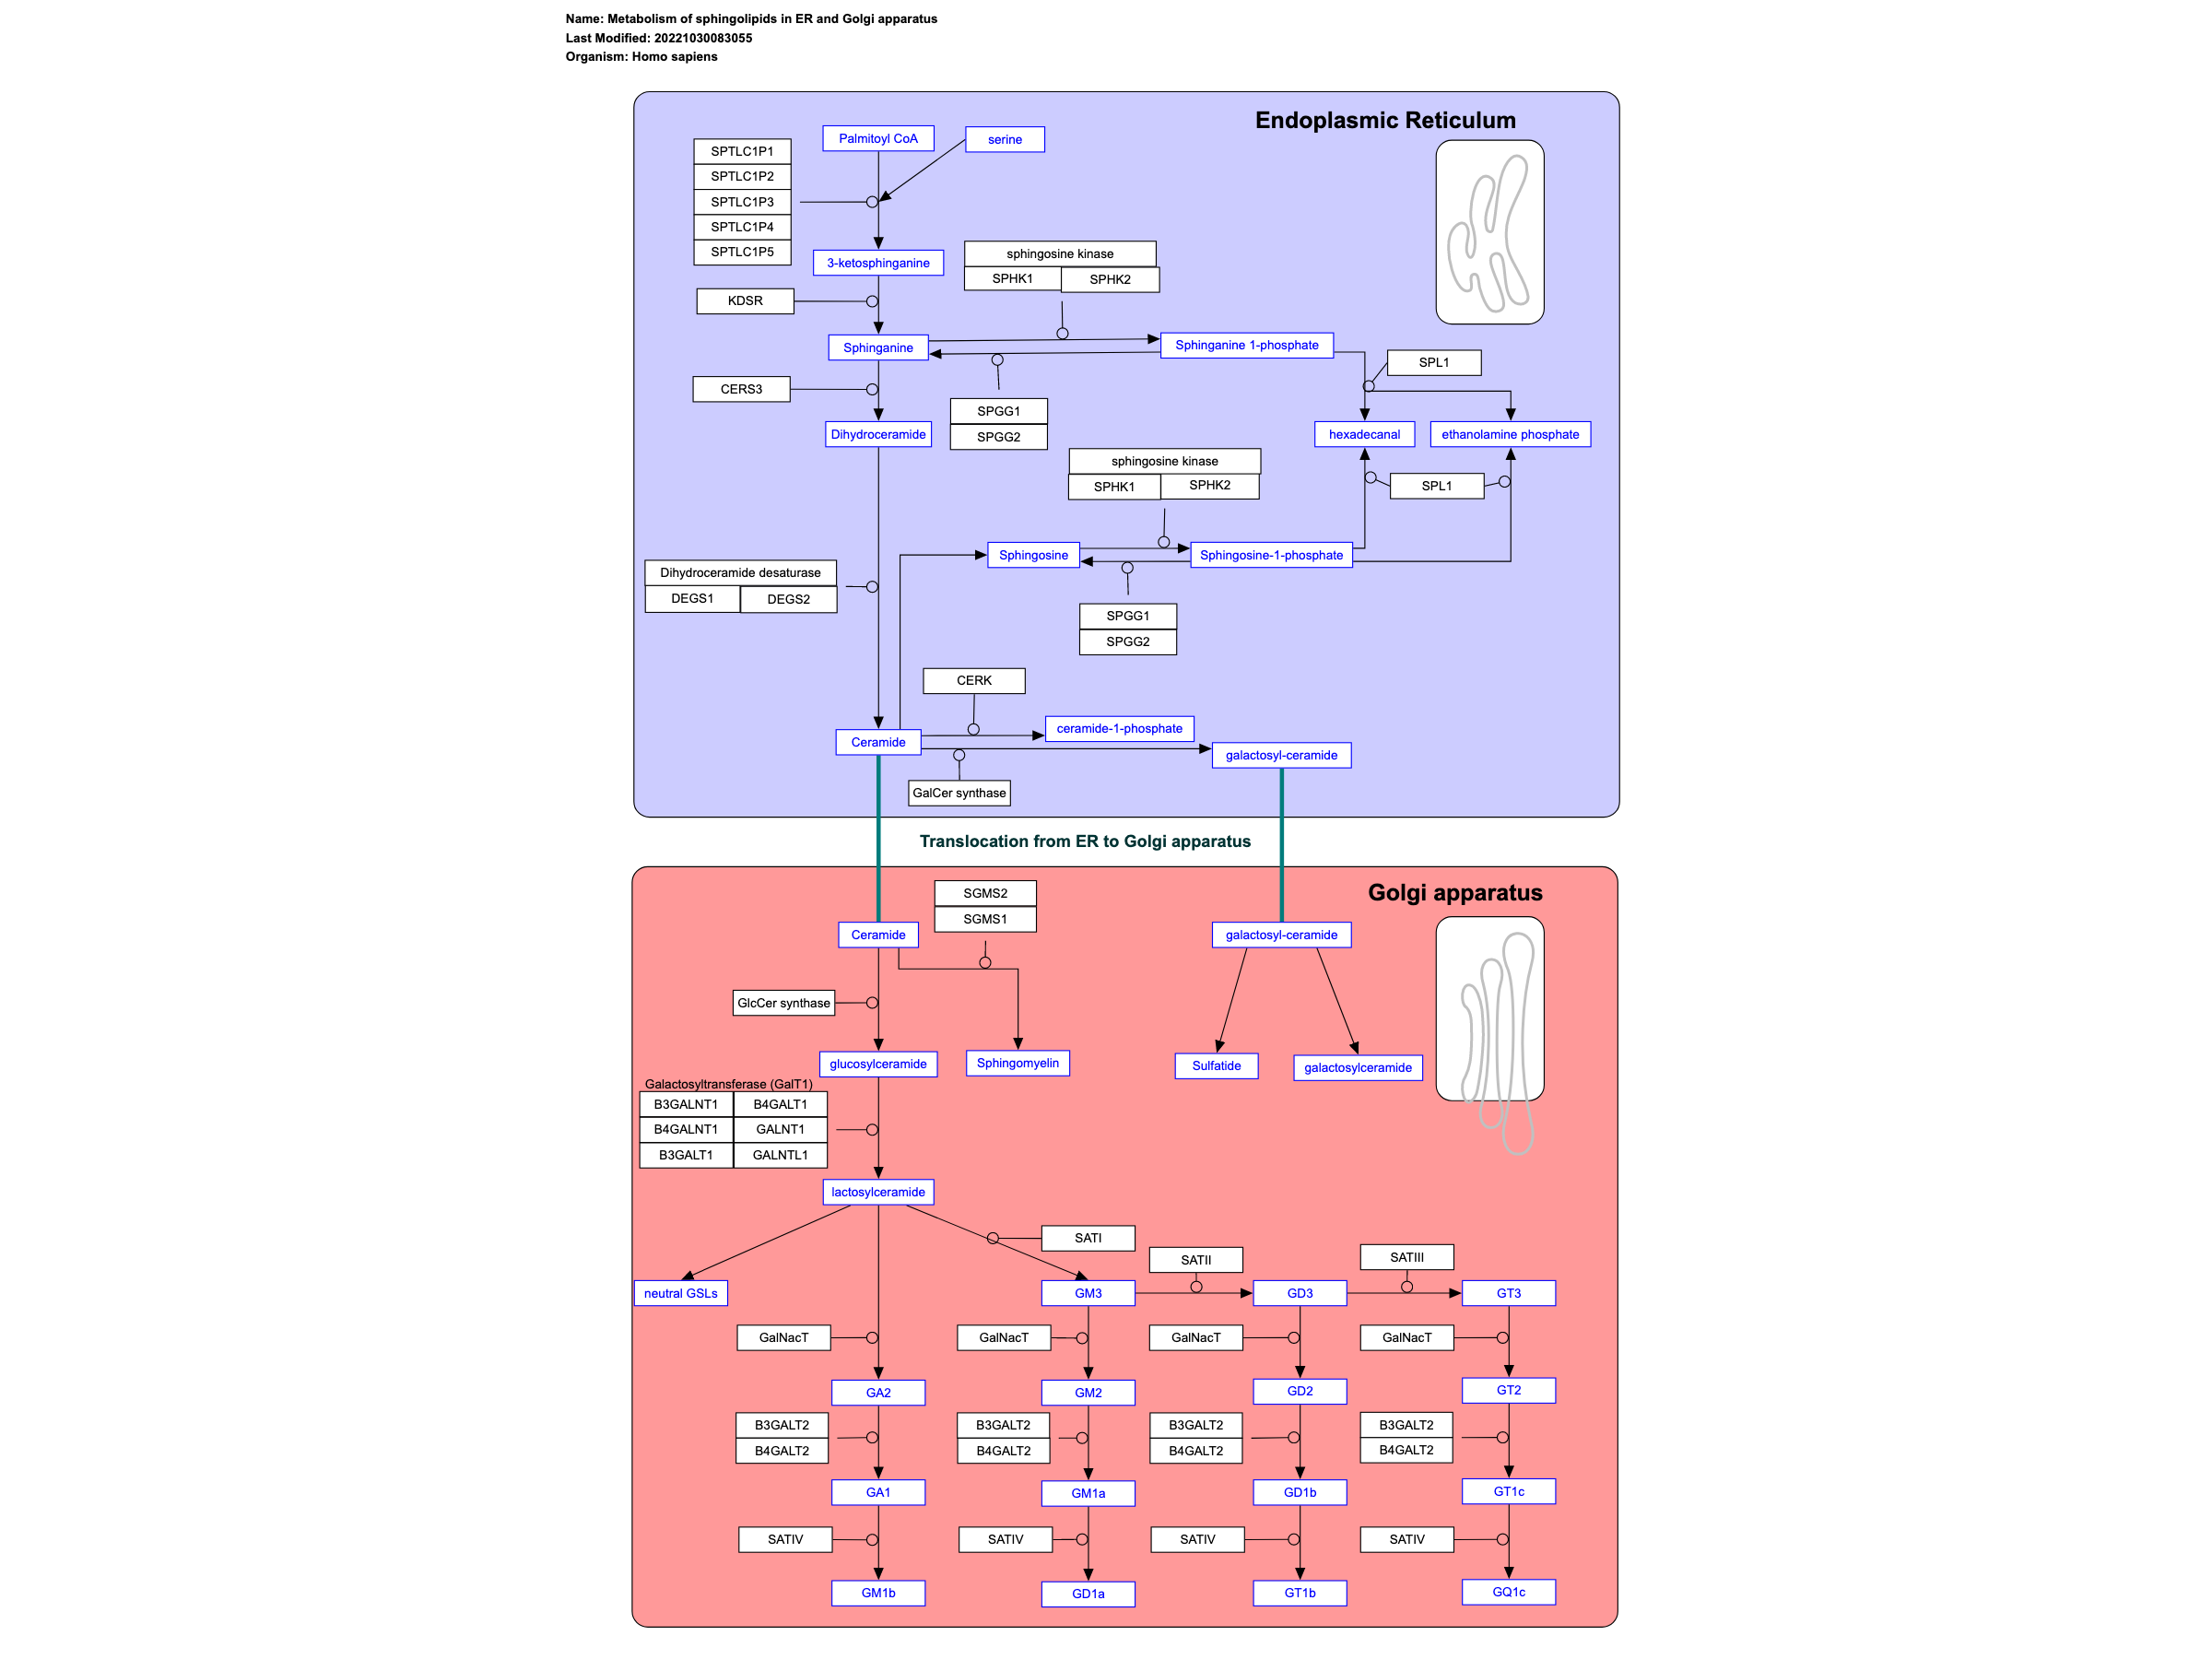 Name: Metabolism of sphingolipids in ER and Golgi apparatus
Last Modified: 20221030083055
Organism: Homo sapiens
Endoplasmic Reticulum
Palmitoyl CoA
serine
SPTLC1P1
SPTLC1P2
SPTLC1P3
SPTLC1P4
SPTLC1P5
3-ketosphinganine
sphingosine kinase
SPHK1 SPHK2
KDSR
Sphinganine
Sphinganine 1-phosphate
SPL1
CERS3
SPGG1
SPGG2
Dihydroceramide
hexadecanal
ethanolamine phosphate
sphingosine kinase
SPHK1 SPHK2
SPL1
Sphingosine
Sphingosine-1-phosphate
Dihydroceramide desaturase
DEGS1 DEGS2
SPGG1
SPGG2
CERK
ceramide-1-phosphate
Ceramide
galactosyl-ceramide
GalCer synthase
Translocation from ER to Golgi apparatus
Golgi apparatus
SGMS2
SGMS1
Ceramide
galactosyl-ceramide
GlcCer synthase
glucosylceramide
Sphingomyelin
Sulfatide
galactosylceramide
Galactosyltransferase (GalT1)
B3GALNT1 B4GALT1
B4GALNT1 GALNT1
B3GALT1 GALNTL1
lactosylceramide
SATI
SATII
SATIII
neutral GSLs
GM3
GD3
GT3
GalNacT
GalNacT
GalNacT
GalNacT
GA2
GM2
GD2
GT2
B3GALT2
B4GALT2
B3GALT2
B4GALT2
B3GALT2
B4GALT2
B3GALT2
B4GALT2
GA1
GM1a
GD1b
GT1c
SATIV
SATIV
SATIV
SATIV
GM1b
GD1a
GT1b
GQ1c